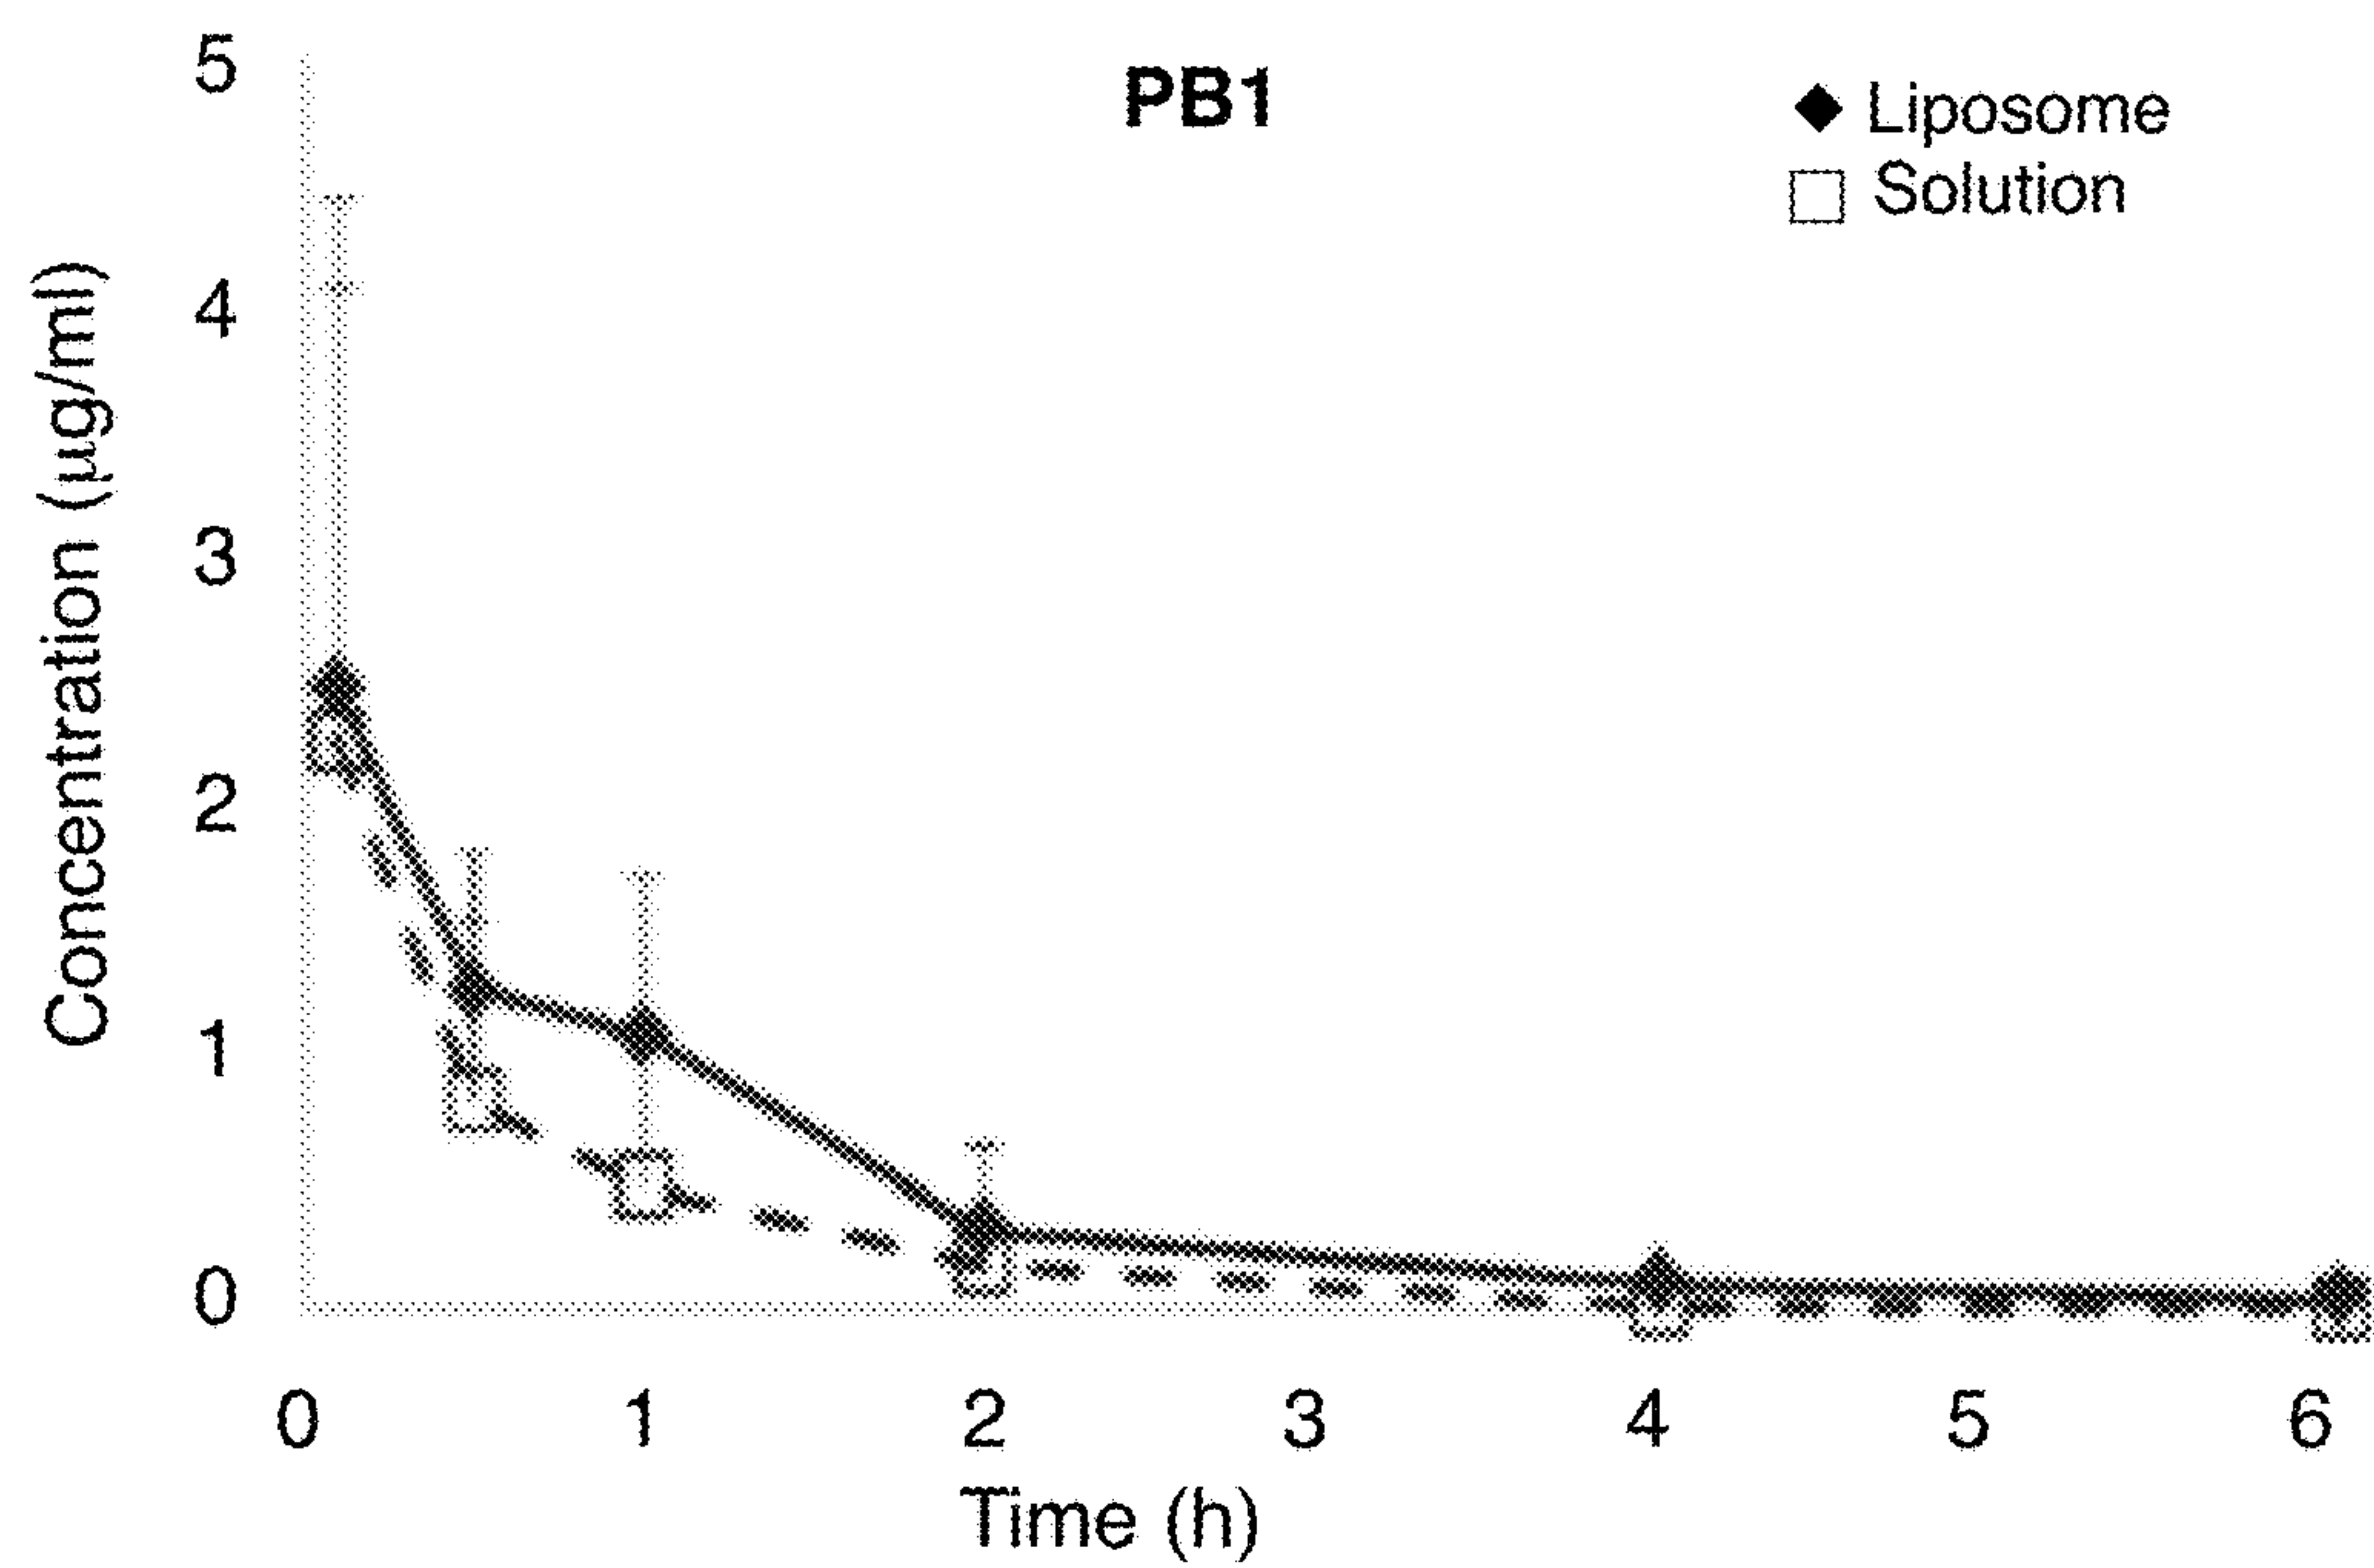 PB1
Liposome
Solution
Concentration (µg/ml)
5
4
3
2
1
0
0 1 2 3 4 5 6
Time (h)